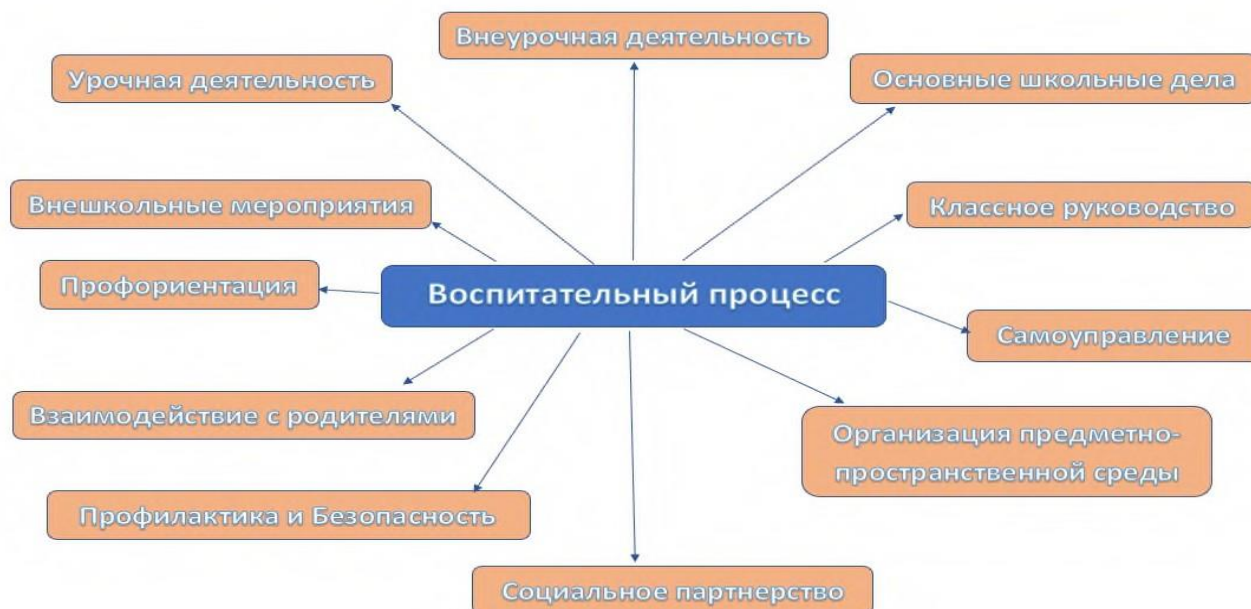 Внеурочная деятельность
Урочная деятельность
Основные школьные дела
Внешкольные мероприятия
Классное руководство
Профориентация
Воспитательный процесс
Самоуправление
Взаимодействие с родителями
Организация предметно-
пространственной среды
Профилактика и Безопасность
Социальное партнерство